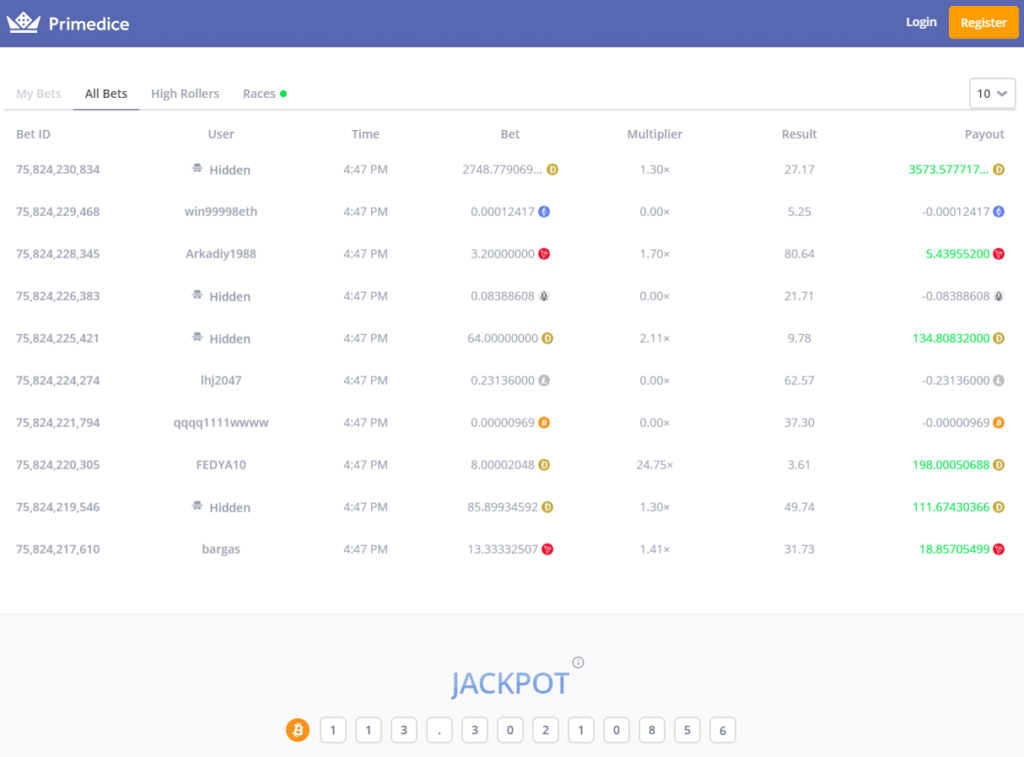 Primedice Login Register
My Bets All Bets High Rollers Races 10
Bet ID User Time Bet Multiplier Result Payout
75,824,230,834 Hidden 4:47 PM 2748.779069... 1.30× 27.17 3573.577717...
75,824,229,468 win99998eth 4:47 PM 0.00012417 0.00× 5.25 -0.00012417
75,824,228,345 Arkadiy1988 4:47 PM 3.20000000 1.70× 80.64 5.43955200
75,824,226,383 Hidden 4:47 PM 0.08388608 0.00× 21.71 -0.08388608
75,824,225,421 Hidden 4:47 PM 64.00000000 2.11× 9.78 134.80832000
75,824,224,274 lhj2047 4:47 PM 0.23136000 0.00× 62.57 -0.23136000
75,824,221,794 qqqq1111wwww 4:47 PM 0.00000969 0.00× 37.30 -0.00000969
75,824,220,305 FEDYA10 4:47 PM 8.00002048 24.75× 3.61 198.00050688
75,824,219,546 Hidden 4:47 PM 85.89934592 1.30× 49.74 111.67430366
75,824,217,610 bargas 4:47 PM 13.33332507 1.41× 31.73 18.85705499
JACKPOT
1 1 3 . 3 0 2 1 0 8 5 6